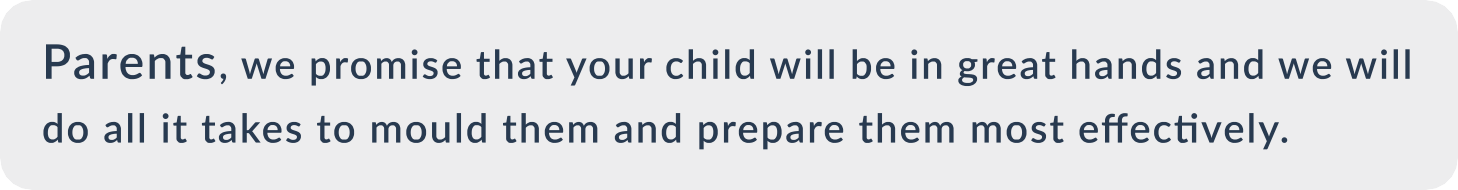 Parents, we promise that your child will be in great hands and we will
do all it takes to mould them and prepare them most effectively.